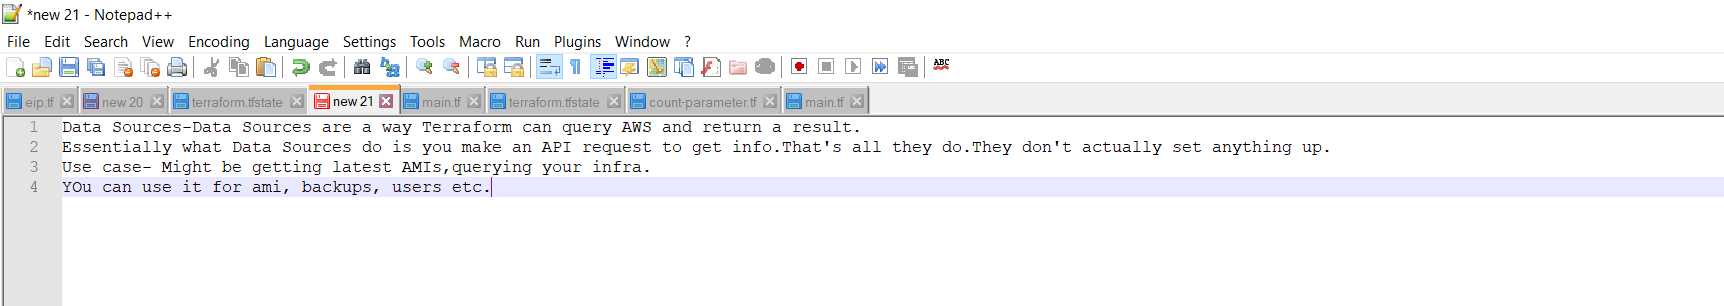 *new 21 - Notepad++
File Edit Search View Encoding Language Settings Tools Macro Run Plugins Window ?
ABC
eip.tf new 20 terraform.tfstate new 21 main.tf terraform.tfstate count-parameter.tf main.tf
1 Data Sources-Data Sources are a way Terraform can query AWS and return a result.
2 Essentially what Data Sources do is you make an API request to get info.That's all they do.They don't actually set anything up.
3 Use case- Might be getting latest AMIs,querying your infra.
4 YOu can use it for ami, backups, users etc.